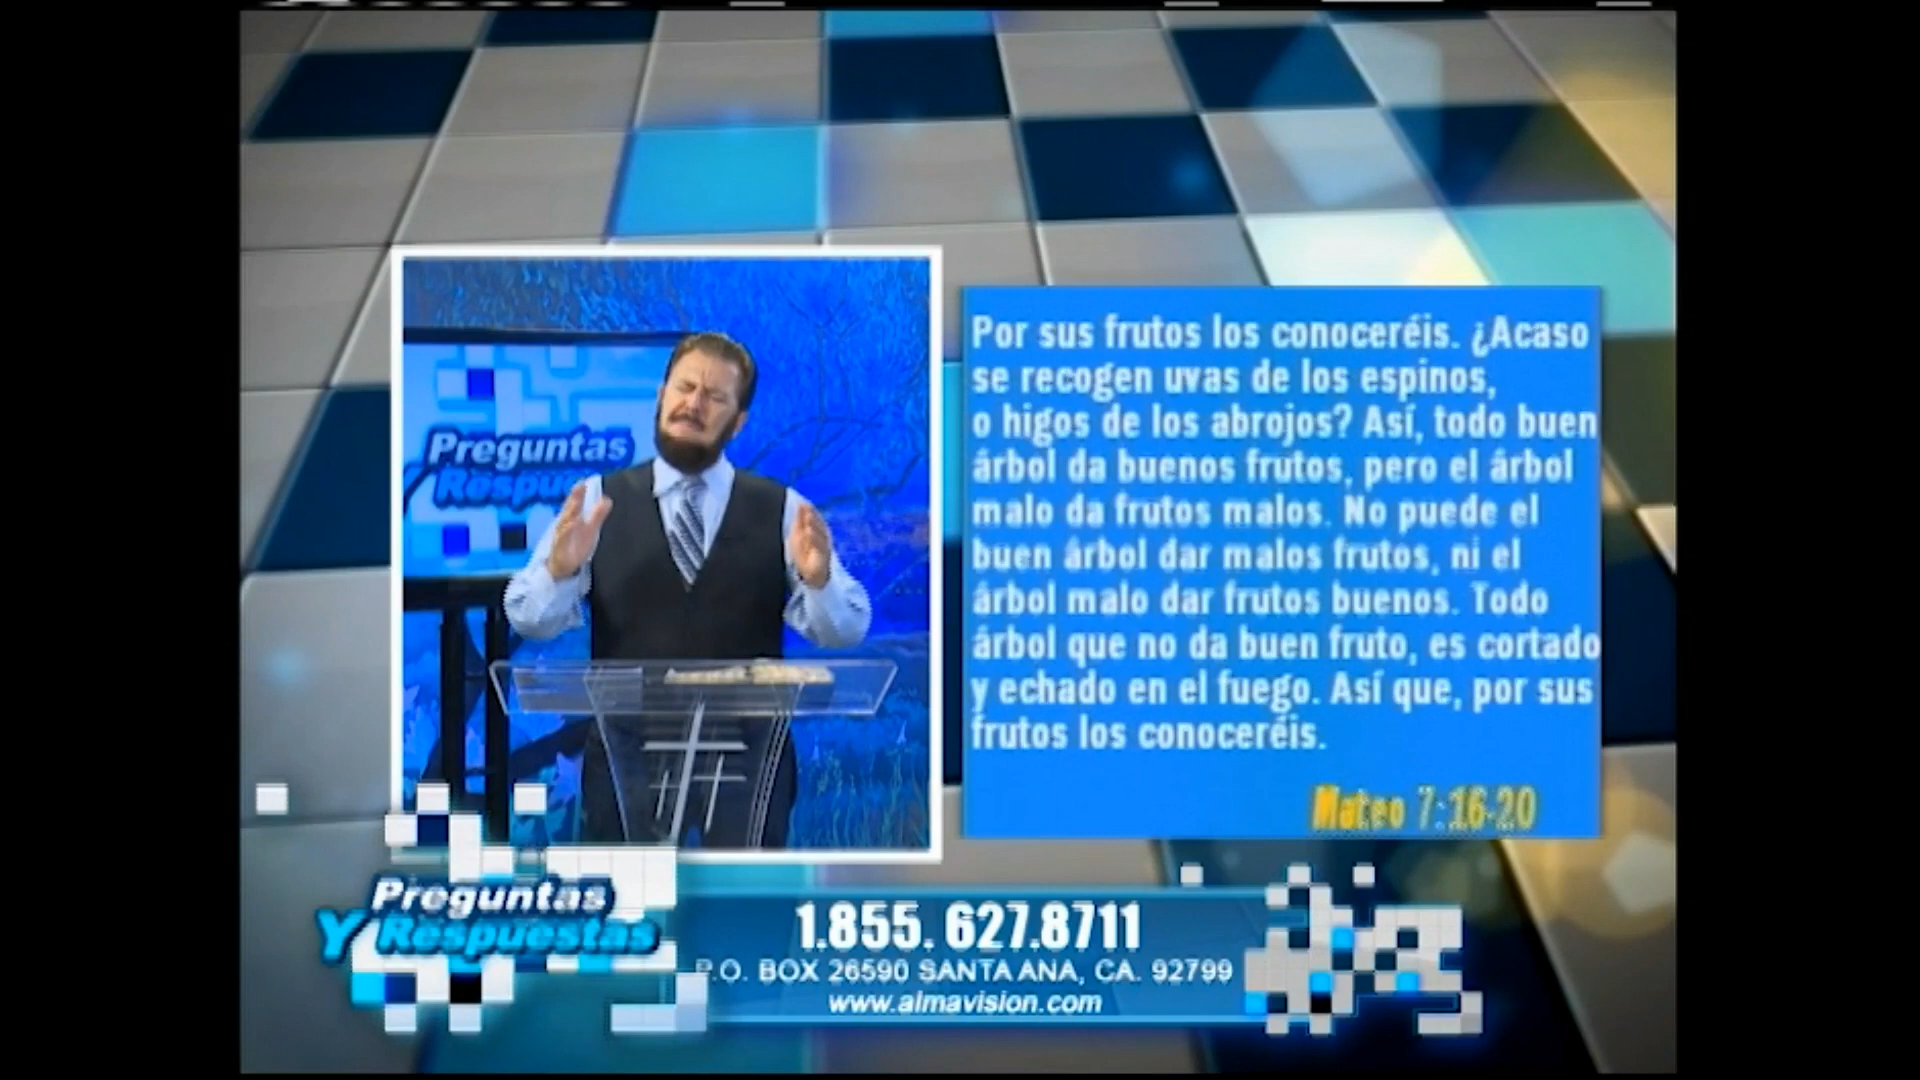 Preguntas
Y Respu
Por sus frutos los conoceréis. ¿Acaso
se recogen uvas de los espinos,
o higos de los abrojos? Así, todo buen
árbol da buenos frutos, pero el árbol
malo da frutos malos. No puede el
buen árbol dar malos frutos, ni el
árbol malo dar frutos buenos. Todo
árbol que no da buen fruto, es cortado
y echado en el fuego. Así que, por sus
frutos los conoceréis.
Mateo 7:16-20
Preguntas
Y Respuestas
1.855. 627.8711
P.O. BOX 26590 SANTA ANA, CA. 92799
www.almavision.com